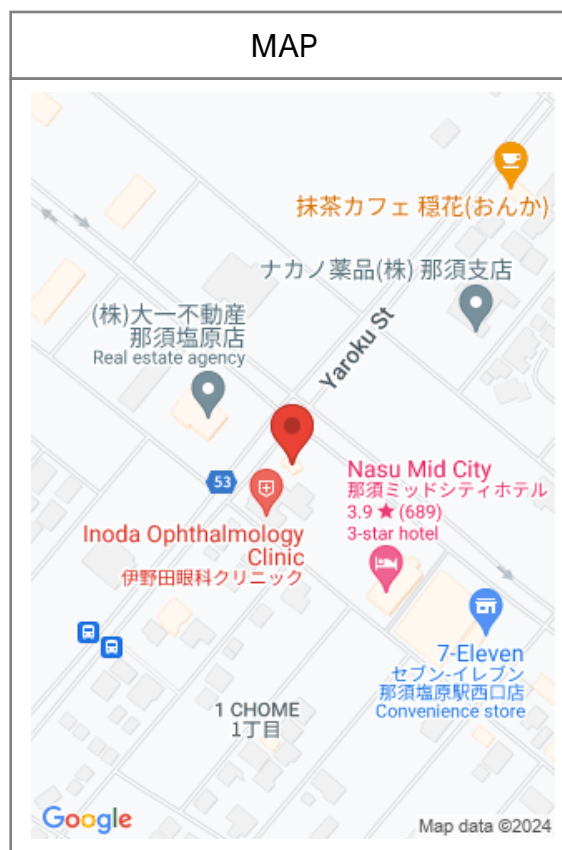 MAP
抹茶カフェ 穏花(おんか)
ナカノ薬品(株) 那須支店
(株)大一不動産
那須塩原店
Real estate agency
Yaroku St
53
Nasu Mid City
那須ミッドシティホテル
3.9 ★ (689)
3-star hotel
Inoda Ophthalmology
Clinic
伊野田眼科クリニック
7-Eleven
セブン-イレブン
那須塩原駅西口店
Convenience store
1 CHOME
1丁目
Google
Map data ©2024